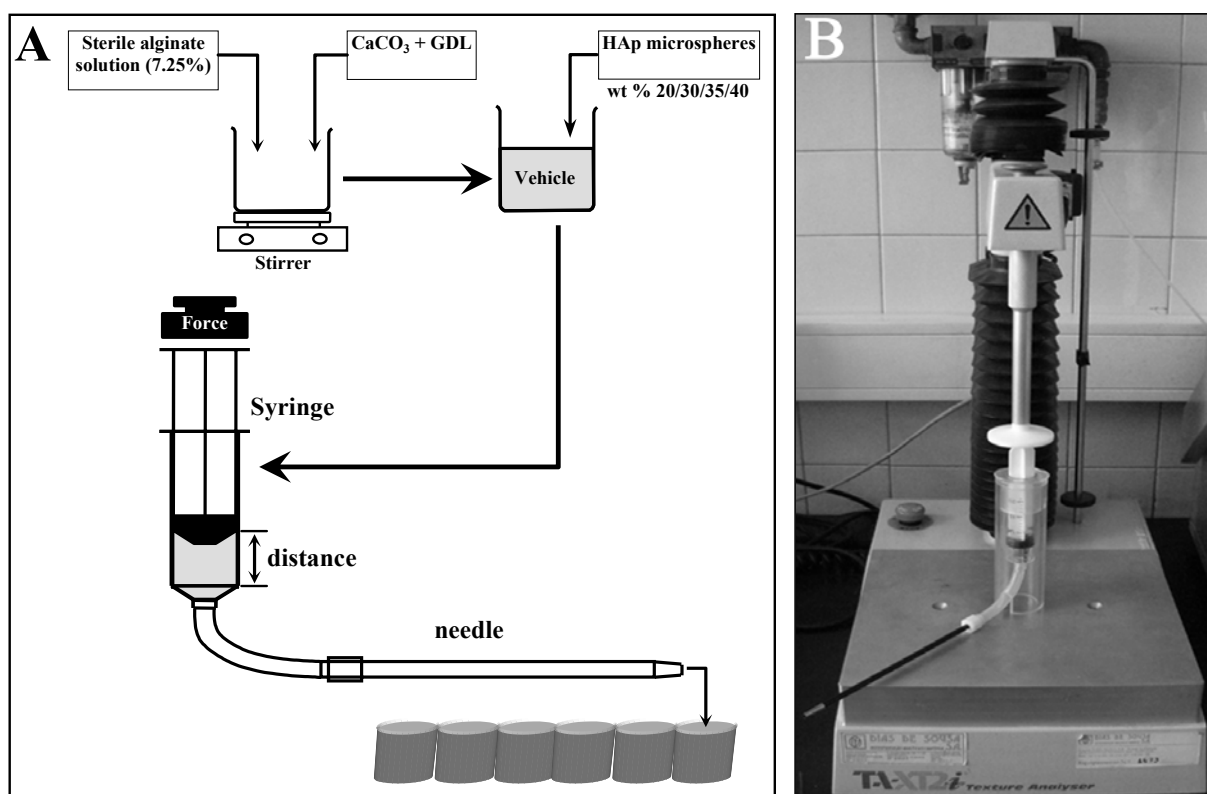 A
Sterile alginate
solution (7.25%)
CaCO₃ + GDL
HAp microspheres
wt % 20/30/35/40
Vehicle
Stirrer
Force
Syringe
distance
needle
B
TA-XT2i Texture Analyser